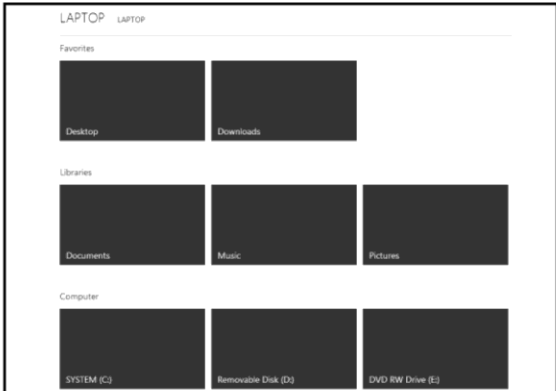 LAPTOP LAPTOP
Favorites
Desktop Downloads
Libraries
Documents Music Pictures
Computer
SYSTEM (C:) Removable Disk (D:) DVD RW Drive (E:)